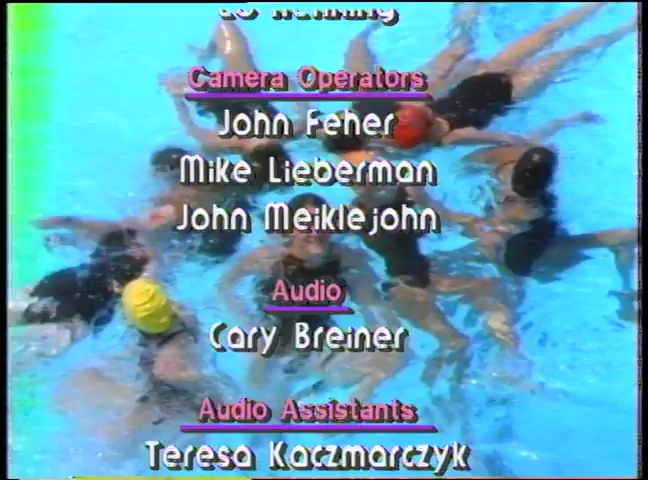 Camera Operators
John Feher
Mike Lieberman
John Meiklejohn
Audio
Cary Breiner
Audio Assistants
Teresa Kaczmarczyk